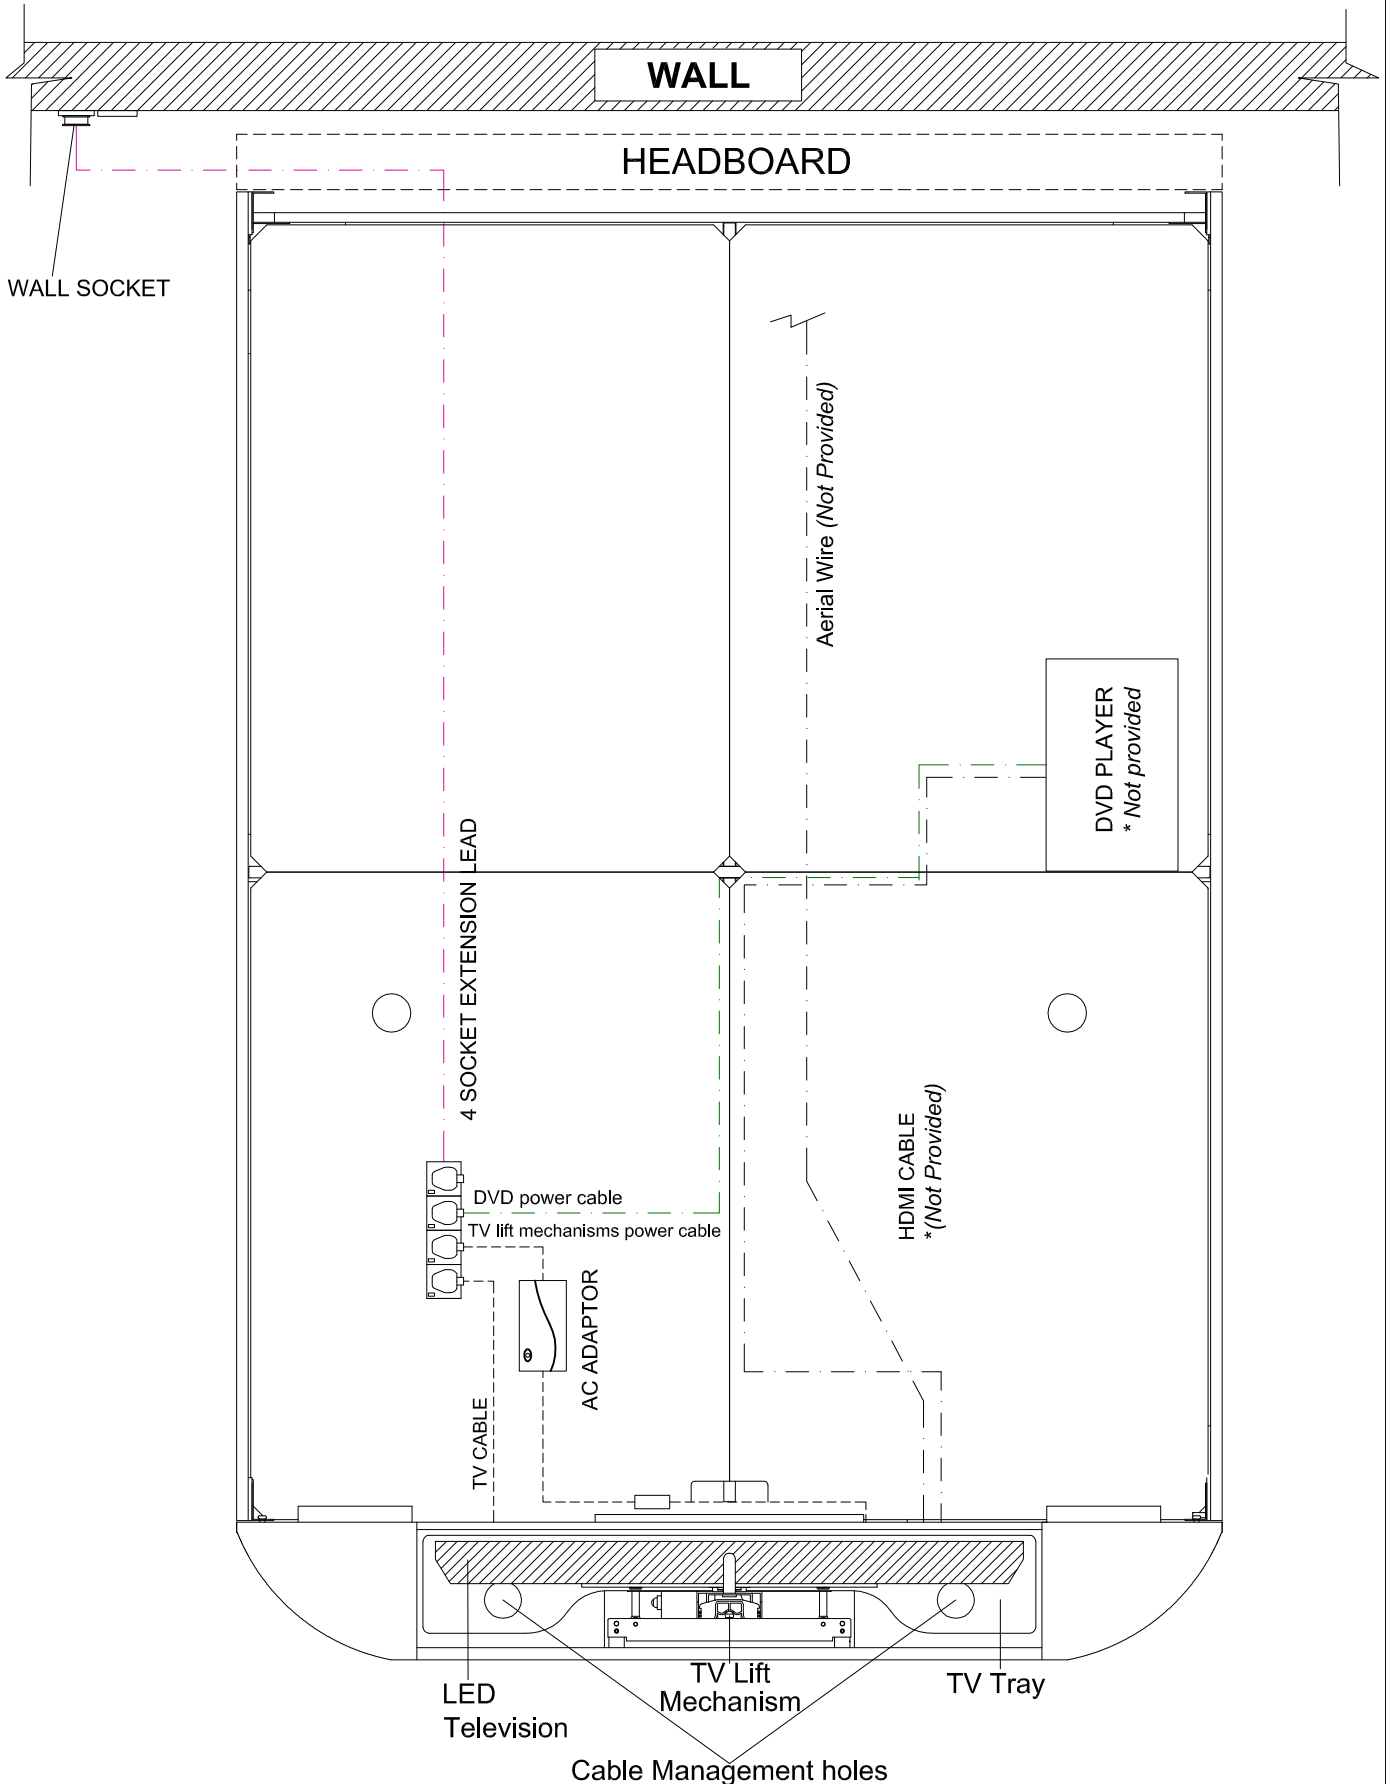 WALL
HEADBOARD
WALL SOCKET
Aerial Wire (Not Provided)
DVD PLAYER
* Not provided
4 SOCKET EXTENSION LEAD
HDMI CABLE
*(Not Provided)
DVD power cable
TV lift mechanisms power cable
AC ADAPTOR
TV CABLE
TV Lift
Mechanism
TV Tray
LED
Television
Cable Management holes